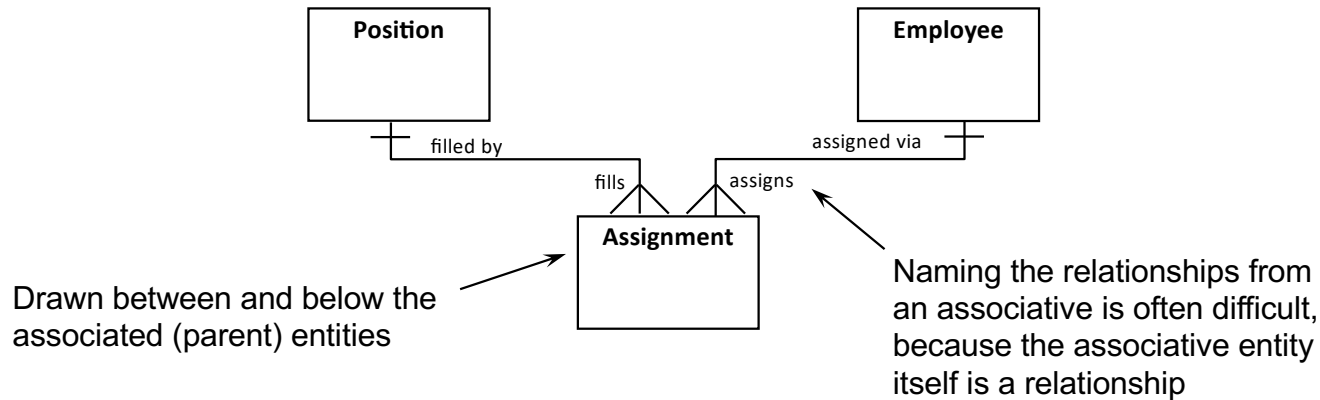 Position
Employee
filled by
assigned via
fills
assigns
Assignment
Drawn between and below the
associated (parent) entities
Naming the relationships from
an associative is often difficult,
because the associative entity
itself is a relationship